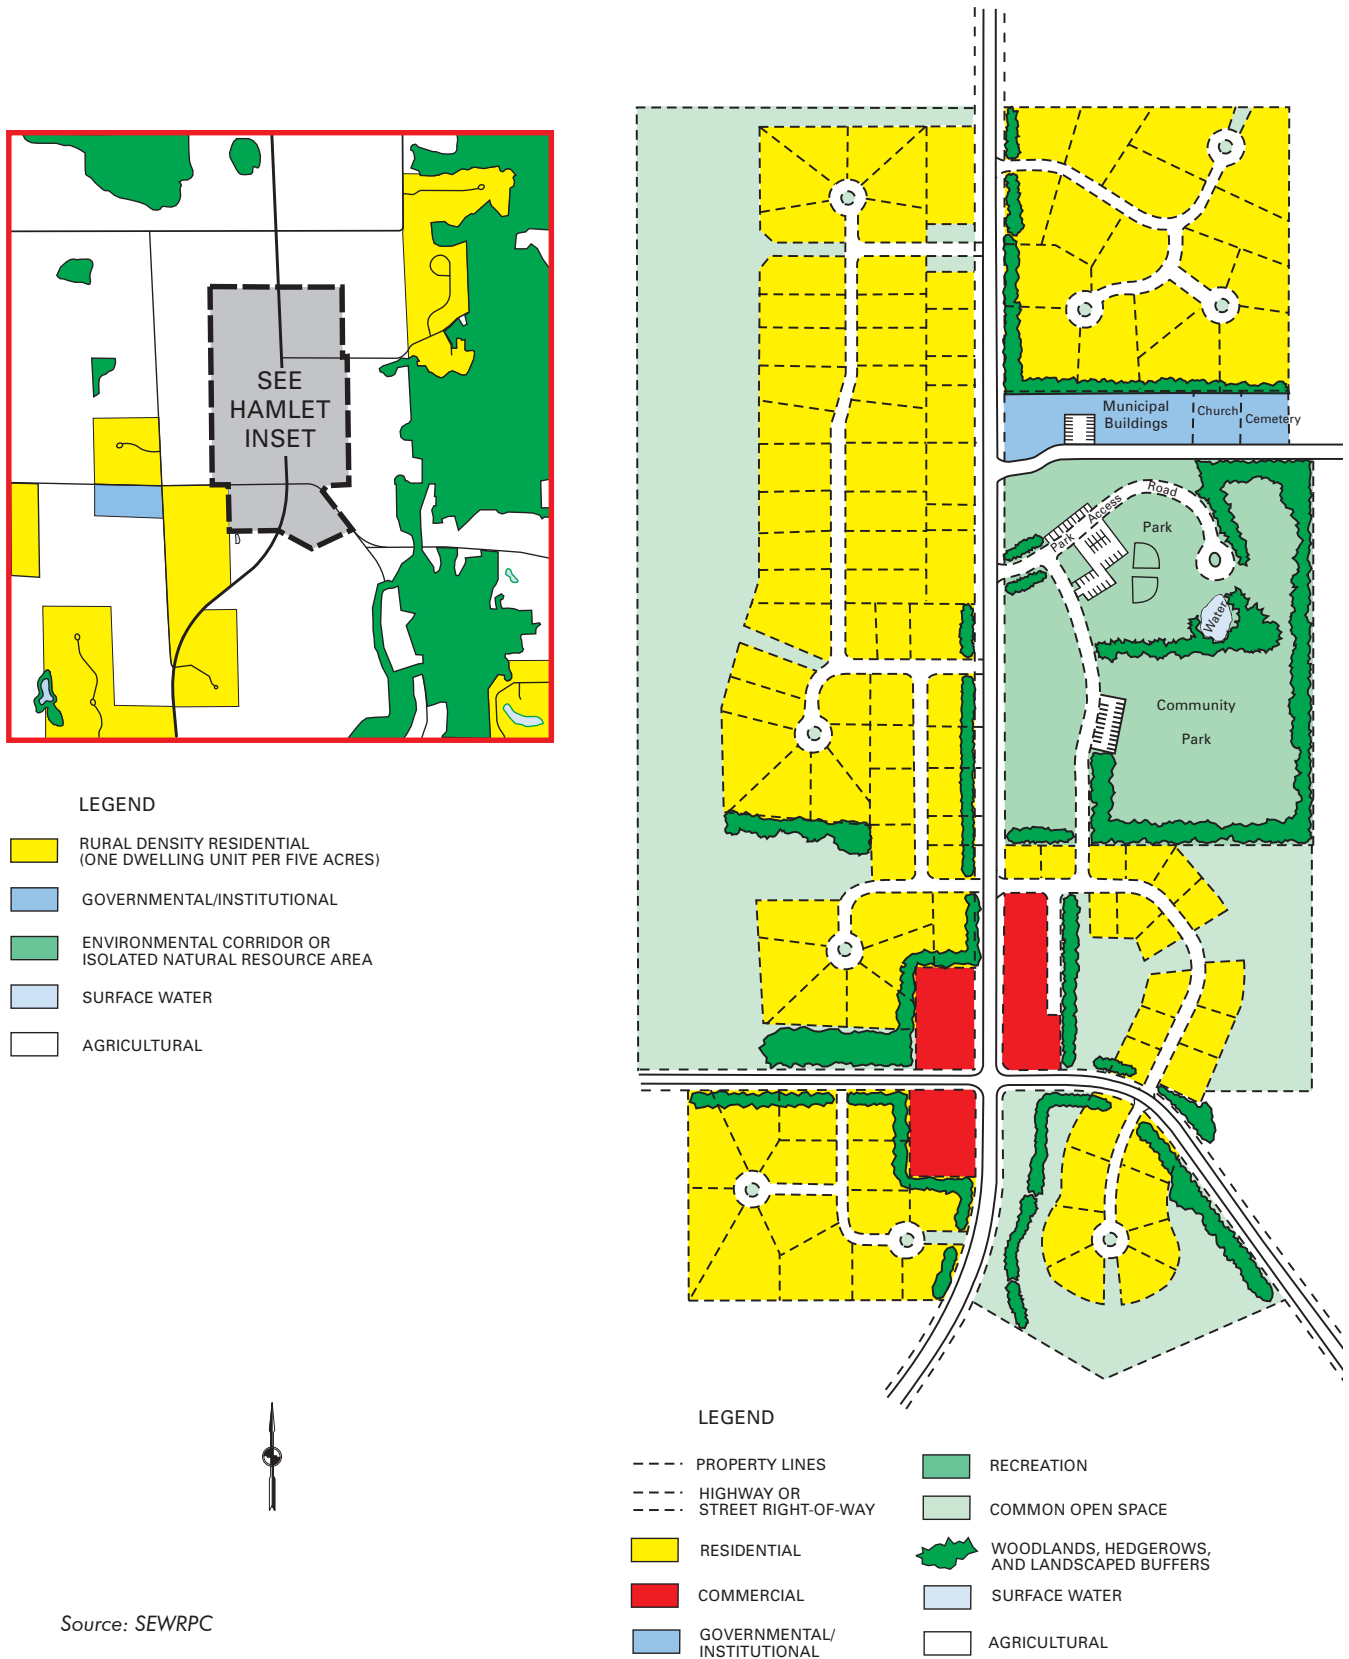 SEE
HAMLET
INSET
LEGEND
RURAL DENSITY RESIDENTIAL
(ONE DWELLING UNIT PER FIVE ACRES)
GOVERNMENTAL/INSTITUTIONAL
ENVIRONMENTAL CORRIDOR OR
ISOLATED NATURAL RESOURCE AREA
SURFACE WATER
AGRICULTURAL
Source: SEWRPC
Municipal
Buildings
Church
Cemetery
Park Access Road
Park
Water
Community
Park
LEGEND
PROPERTY LINES
HIGHWAY OR
STREET RIGHT-OF-WAY
RESIDENTIAL
COMMERCIAL
GOVERNMENTAL/
INSTITUTIONAL
RECREATION
COMMON OPEN SPACE
WOODLANDS, HEDGEROWS,
AND LANDSCAPED BUFFERS
SURFACE WATER
AGRICULTURAL